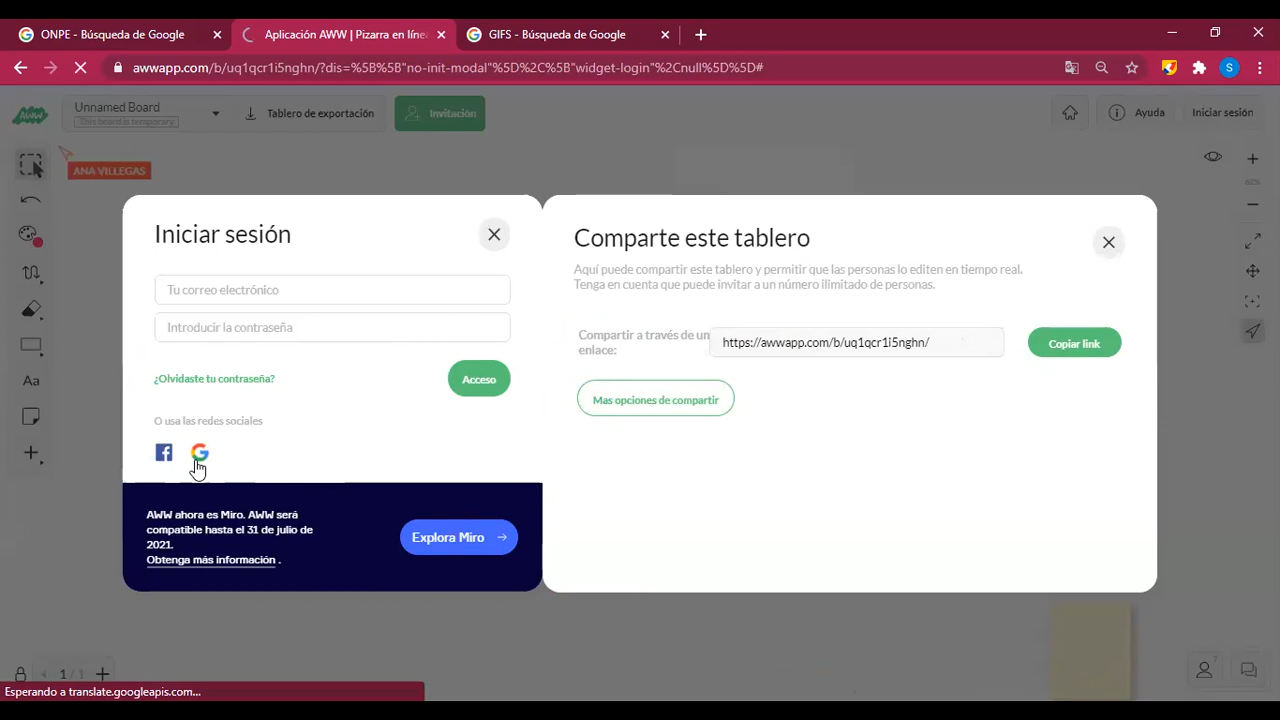 ONPE - Búsqueda de Google
Aplicación AWW | Pizarra en línea
GIFS - Búsqueda de Google
awwapp.com/b/uq1qcr1i5nghn/?dis=%5B%5B"no-init-modal"%5D%2C%5B"widget-login"%2Cnull%5D%5D#
S
AWW
Unnamed Board
This board is temporary
Tablero de exportación
Invitación
Ayuda
Iniciar sesión
ANA VILLEGAS
62%
Iniciar sesión
Tu correo electrónico
Introducir la contraseña
¿Olvidaste tu contraseña?
Acceso
O usa las redes sociales
AWW ahora es Miro. AWW será
compatible hasta el 31 de julio de
2021.
Obtenga más información .
Explora Miro
Comparte este tablero
Aquí puede compartir este tablero y permitir que las personas lo editen en tiempo real.
Tenga en cuenta que puede invitar a un número ilimitado de personas.
Compartir a través de un
enlace:
https://awwapp.com/b/uq1qcr1i5nghn/
Copiar link
Mas opciones de compartir
Aa
1 / 1
7
Esperando a translate.googleapis.com...